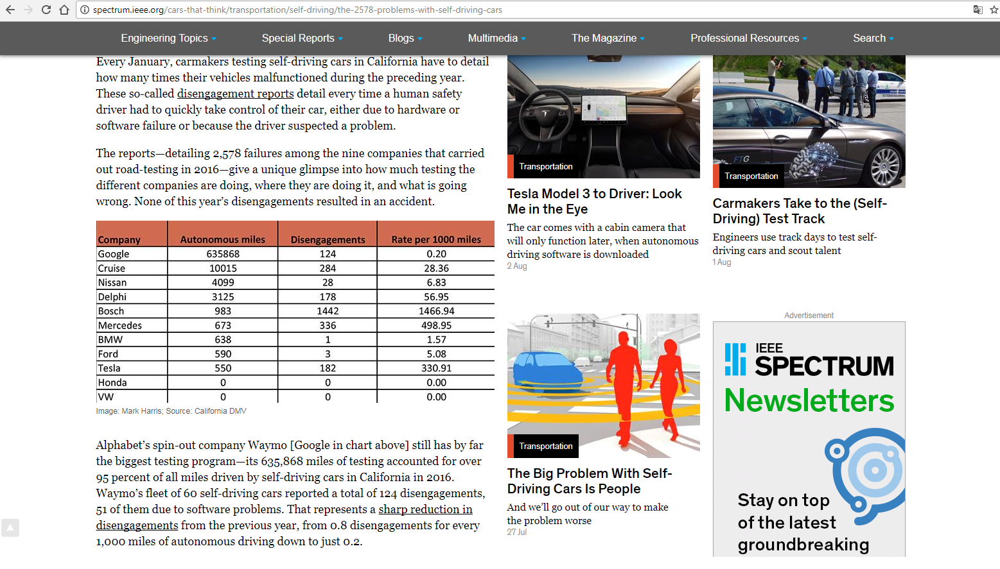 spectrum.ieee.org/cars-that-think/transportation/self-driving/the-2578-problems-with-self-driving-cars
Engineering Topics Special Reports Blogs Multimedia The Magazine Professional Resources Search
Every January, carmakers testing self-driving cars in California have to detail
how many times their vehicles malfunctioned during the preceding year.
These so-called disengagement reports detail every time a human safety
driver had to quickly take control of their car, either due to hardware or
software failure or because the driver suspected a problem.
The reports—detailing 2,578 failures among the nine companies that carried
out road-testing in 2016—give a unique glimpse into how much testing the
different companies are doing, where they are doing it, and what is going
wrong. None of this year's disengagements resulted in an accident.
Company Autonomous miles Disengagements Rate per 1000 miles
Google 635868 124 0.20
Cruise 10015 284 28.36
Nissan 4099 28 6.83
Delphi 3125 178 56.95
Bosch 983 1442 1466.94
Mercedes 673 336 498.95
BMW 638 1 1.57
Ford 590 3 5.08
Tesla 550 182 330.91
Honda 0 0 0.00
VW 0 0 0.00
Image: Mark Harris; Source: California DMV
Alphabet's spin-out company Waymo [Google in chart above] still has by far
the biggest testing program—its 635,868 miles of testing accounted for over
95 percent of all miles driven by self-driving cars in California in 2016.
Waymo's fleet of 60 self-driving cars reported a total of 124 disengagements,
51 of them due to software problems. That represents a sharp reduction in
disengagements from the previous year, from 0.8 disengagements for every
1,000 miles of autonomous driving down to just 0.2.
Transportation
Tesla Model 3 to Driver: Look
Me in the Eye
The car comes with a cabin camera that
will only function later, when autonomous
driving software is downloaded
2 Aug
Transportation
The Big Problem With Self-
Driving Cars Is People
And we'll go out of our way to make
the problem worse
27 Jul
FTG
Transportation
Carmakers Take to the (Self-
Driving) Test Track
Engineers use track days to test self-
driving cars and scout talent
1 Aug
Advertisement
IEEE
SPECTRUM
Newsletters
Stay on top
of the latest
groundbreaking